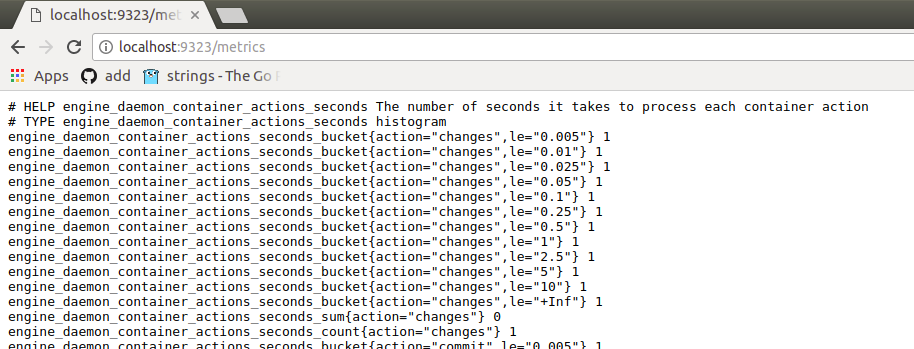 localhost:9323/met
localhost:9323/metrics
Apps add strings - The Go
# HELP engine_daemon_container_actions_seconds The number of seconds it takes to process each container action
# TYPE engine_daemon_container_actions_seconds histogram
engine_daemon_container_actions_seconds_bucket{action="changes",le="0.005"} 1
engine_daemon_container_actions_seconds_bucket{action="changes",le="0.01"} 1
engine_daemon_container_actions_seconds_bucket{action="changes",le="0.025"} 1
engine_daemon_container_actions_seconds_bucket{action="changes",le="0.05"} 1
engine_daemon_container_actions_seconds_bucket{action="changes",le="0.1"} 1
engine_daemon_container_actions_seconds_bucket{action="changes",le="0.25"} 1
engine_daemon_container_actions_seconds_bucket{action="changes",le="0.5"} 1
engine_daemon_container_actions_seconds_bucket{action="changes",le="1"} 1
engine_daemon_container_actions_seconds_bucket{action="changes",le="2.5"} 1
engine_daemon_container_actions_seconds_bucket{action="changes",le="5"} 1
engine_daemon_container_actions_seconds_bucket{action="changes",le="10"} 1
engine_daemon_container_actions_seconds_bucket{action="changes",le="+Inf"} 1
engine_daemon_container_actions_seconds_sum{action="changes"} 0
engine_daemon_container_actions_seconds_count{action="changes"} 1
engine_daemon_container_actions_seconds_bucket{action="commit",le="0.005"} 1